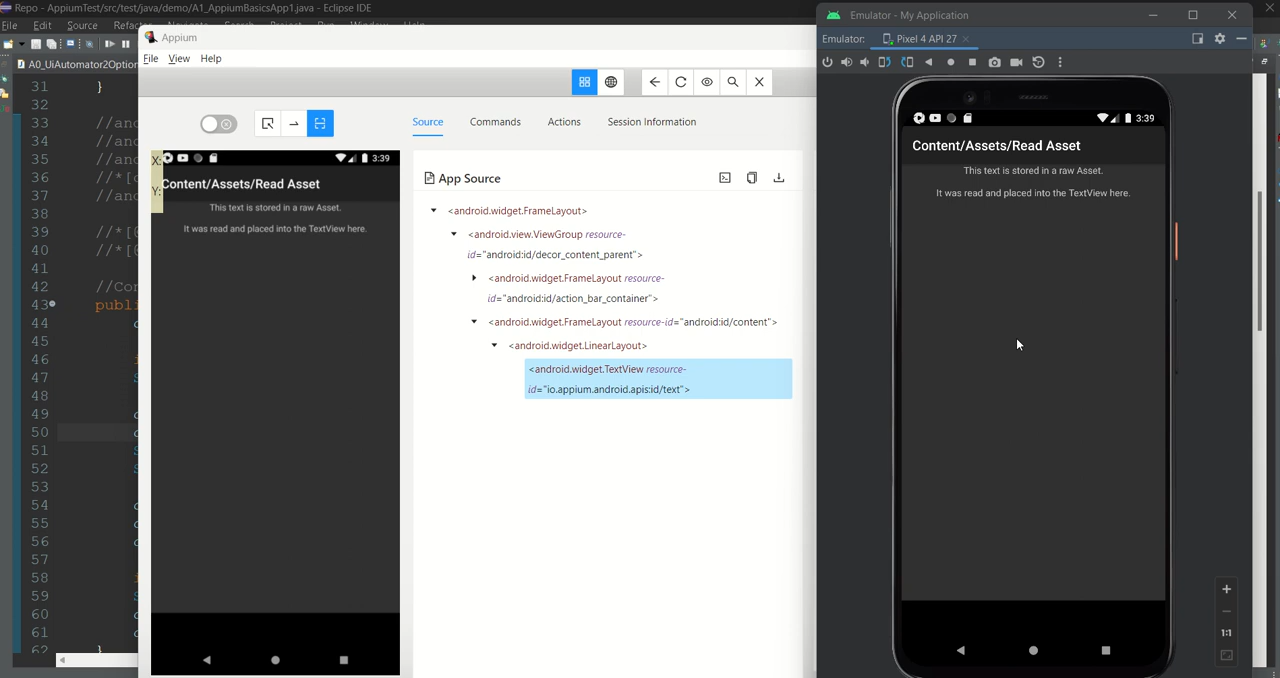 Repo - AppiumTest/src/test/java/demo/A1_AppiumBasicsApp1.java - Eclipse IDE
File Edit Source
A0_UiAutomator2Option
31 }
32
33 //and
34 //and
35 //and
36 //*[
37 //and
38
39 //*[
40 //*[
41
42 //Con
43 publi
44
45
46
47
48
49
50
51
52
53
54
55
56
57
58
59
60
61
62 }
Appium
File View Help
Source Commands Actions Session Information
X:
Y:
3:39
Content/Assets/Read Asset
This text is stored in a raw Asset.
It was read and placed into the TextView here.
App Source
<android.widget.FrameLayout>
<android.view.ViewGroup resource-
id="android:id/decor_content_parent">
<android.widget.FrameLayout resource-
id="android:id/action_bar_container">
<android.widget.FrameLayout resource-id="android:id/content">
<android.widget.LinearLayout>
<android.widget.TextView resource-
id="io.appium.android.apis:id/text">
Emulator - My Application
Emulator: Pixel 4 API 27
3:39
Content/Assets/Read Asset
This text is stored in a raw Asset.
It was read and placed into the TextView here.
1:1